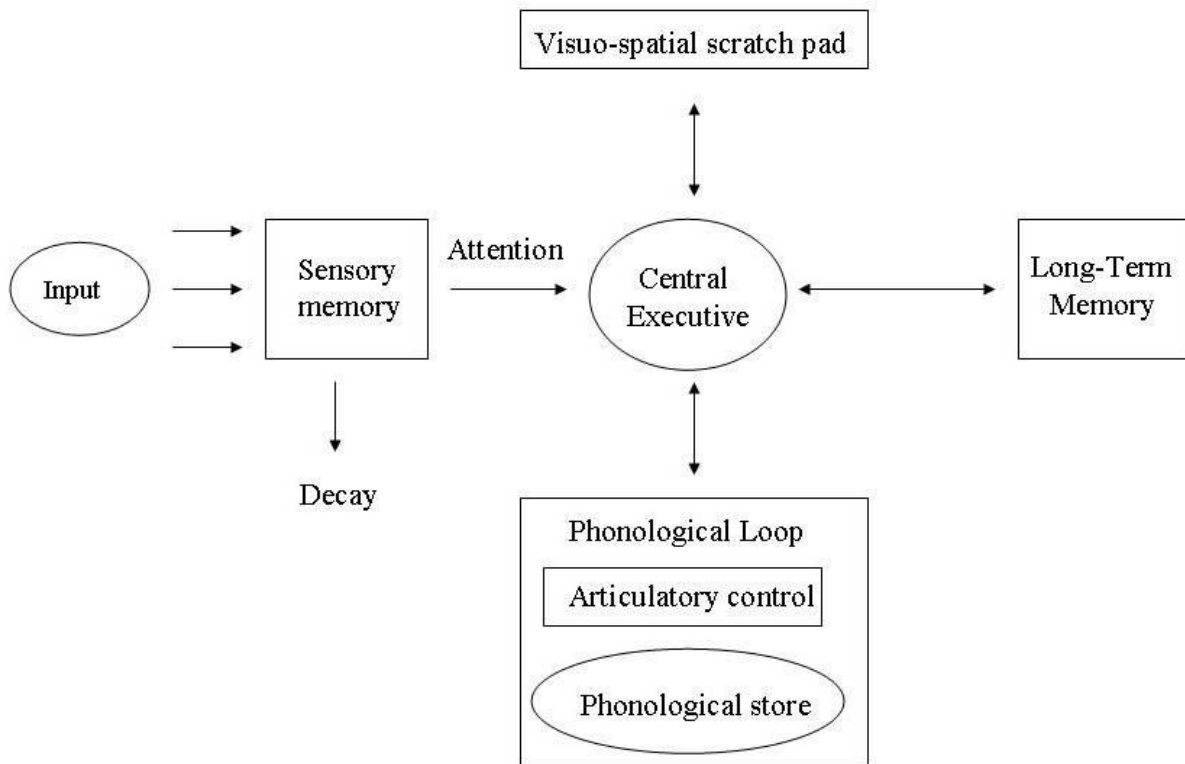 Visuo-spatial scratch pad
Input
Sensory
memory
Attention
Central
Executive
Long-Term
Memory
Decay
Phonological Loop
Articulatory control
Phonological store